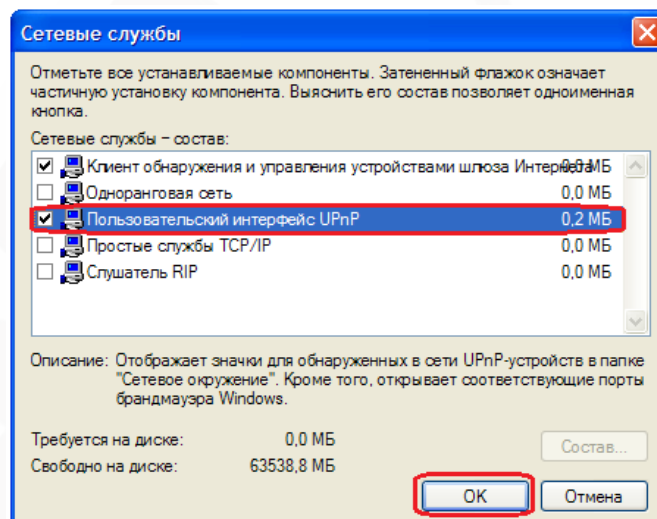 Сетевые службы
Отметьте все устанавливаемые компоненты. Затененный флажок означает
частичную установку компонента. Выяснить его состав позволяет одноименная
кнопка.
Сетевые службы – состав:
Клиент обнаружения и управления устройствами шлюза Интернета 0,0 МБ
Одноранговая сеть 0,0 МБ
Пользовательский интерфейс UPnP 0,2 МБ
Простые службы TCP/IP 0,0 МБ
Слушатель RIP 0,0 МБ
Описание: Отображает значки для обнаруженных в сети UPnP-устройств в папке
"Сетевое окружение". Кроме того, открывает соответствующие порты
брандмауэра Windows.
Требуется на диске: 0,0 МБ
Состав...
Свободно на диске: 63538,8 МБ
OK Отмена